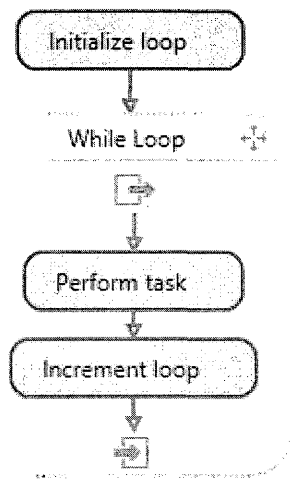 Initialize loop
While Loop
Perform task
Increment loop